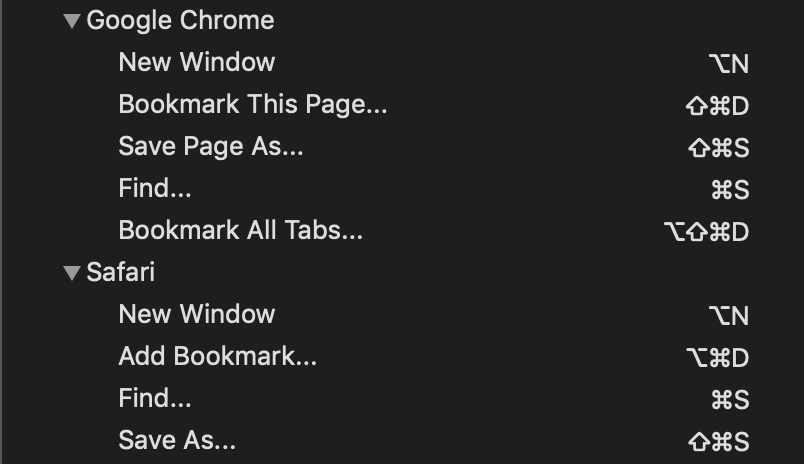 Google Chrome
New Window ⌥N
Bookmark This Page... ⇧⌘D
Save Page As... ⇧⌘S
Find... ⌘S
Bookmark All Tabs... ⌥⇧⌘D
Safari
New Window ⌥N
Add Bookmark... ⌥⌘D
Find... ⌘S
Save As... ⇧⌘S